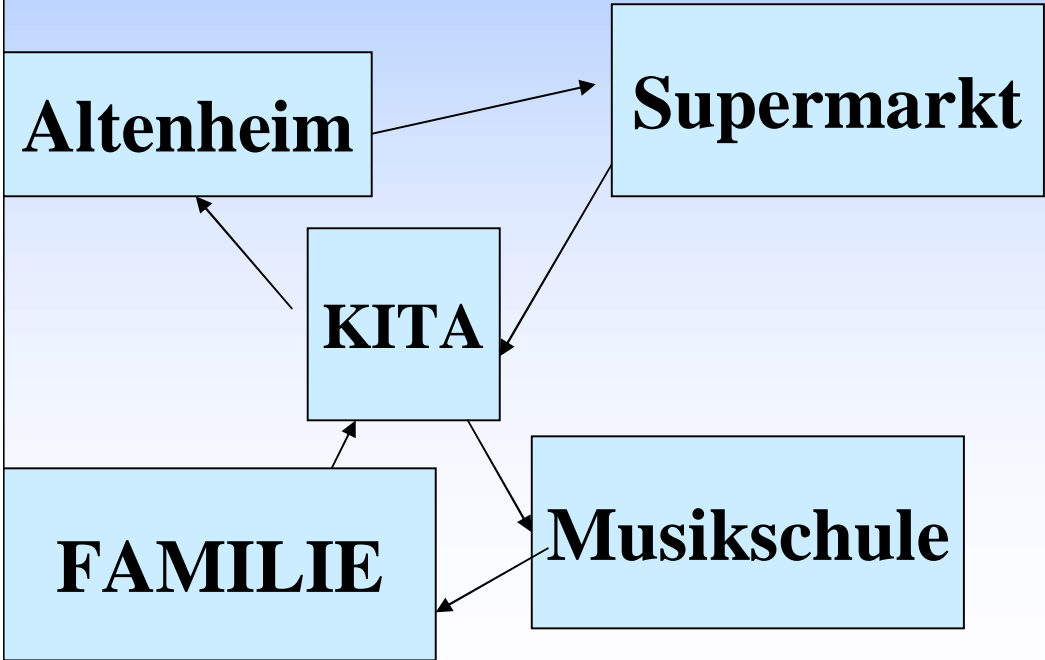 Altenheim
Supermarkt
KITA
FAMILIE
Musikschule